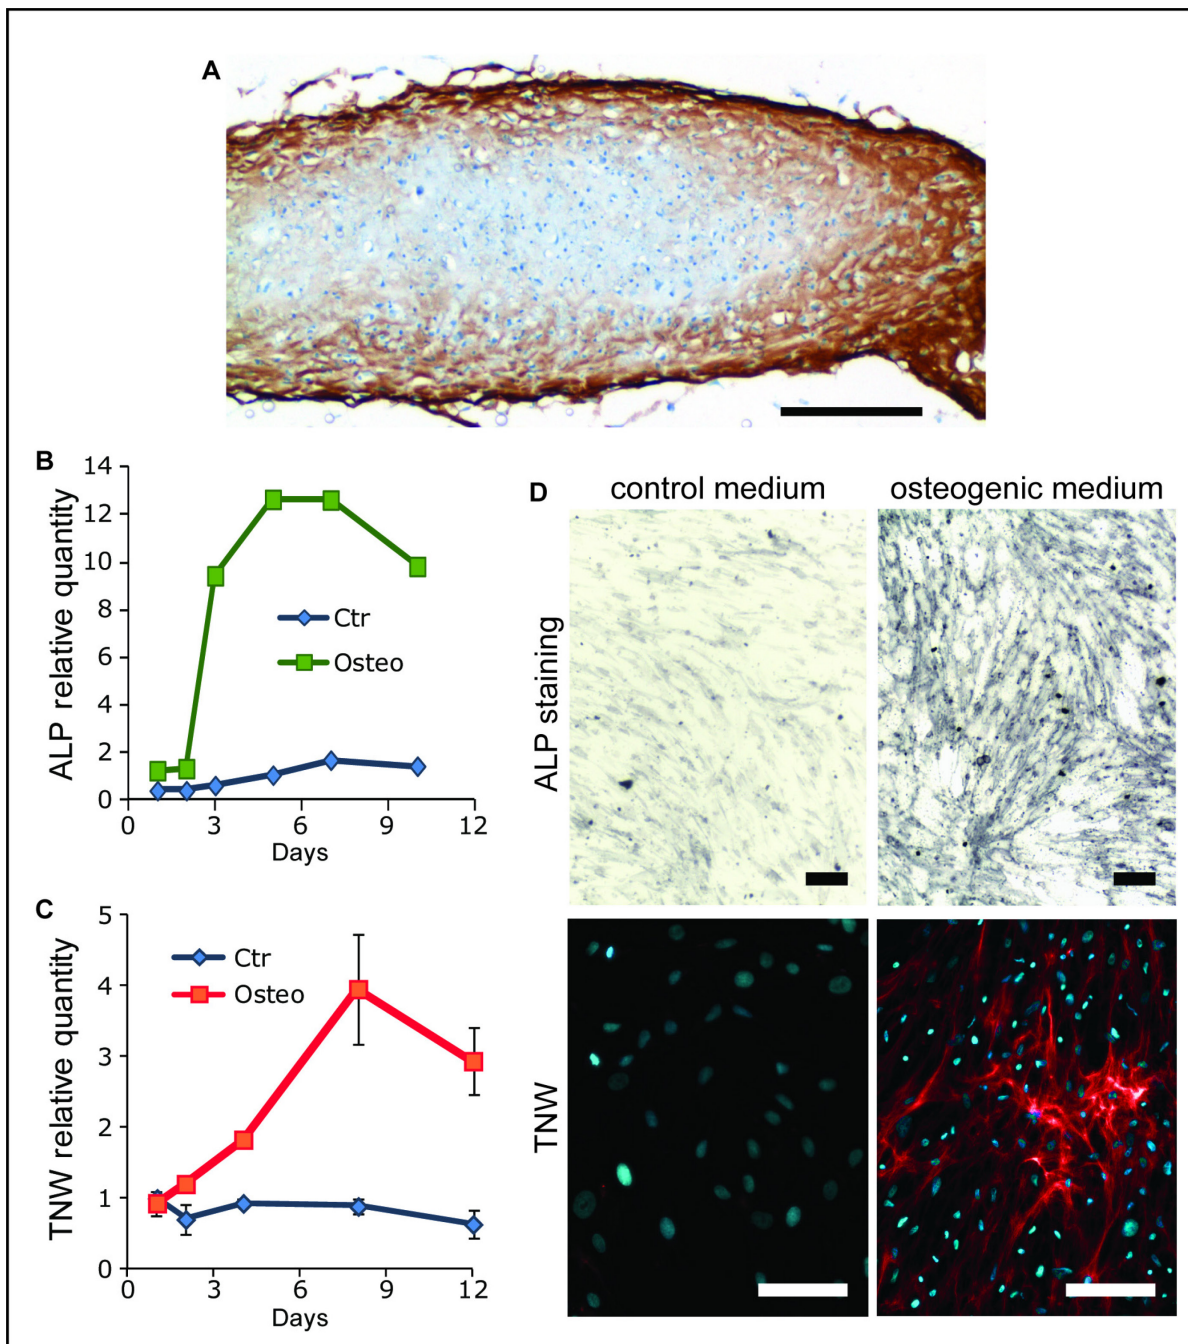 A
B
ALP relative quantity
14
12
10
8
6
4
2
0
Ctr
Osteo
0 3 6 9 12
Days
C
TNW relative quantity
5
4
3
2
1
0
Ctr
Osteo
0 3 6 9 12
Days
D
control medium osteogenic medium
ALP staining
TNW